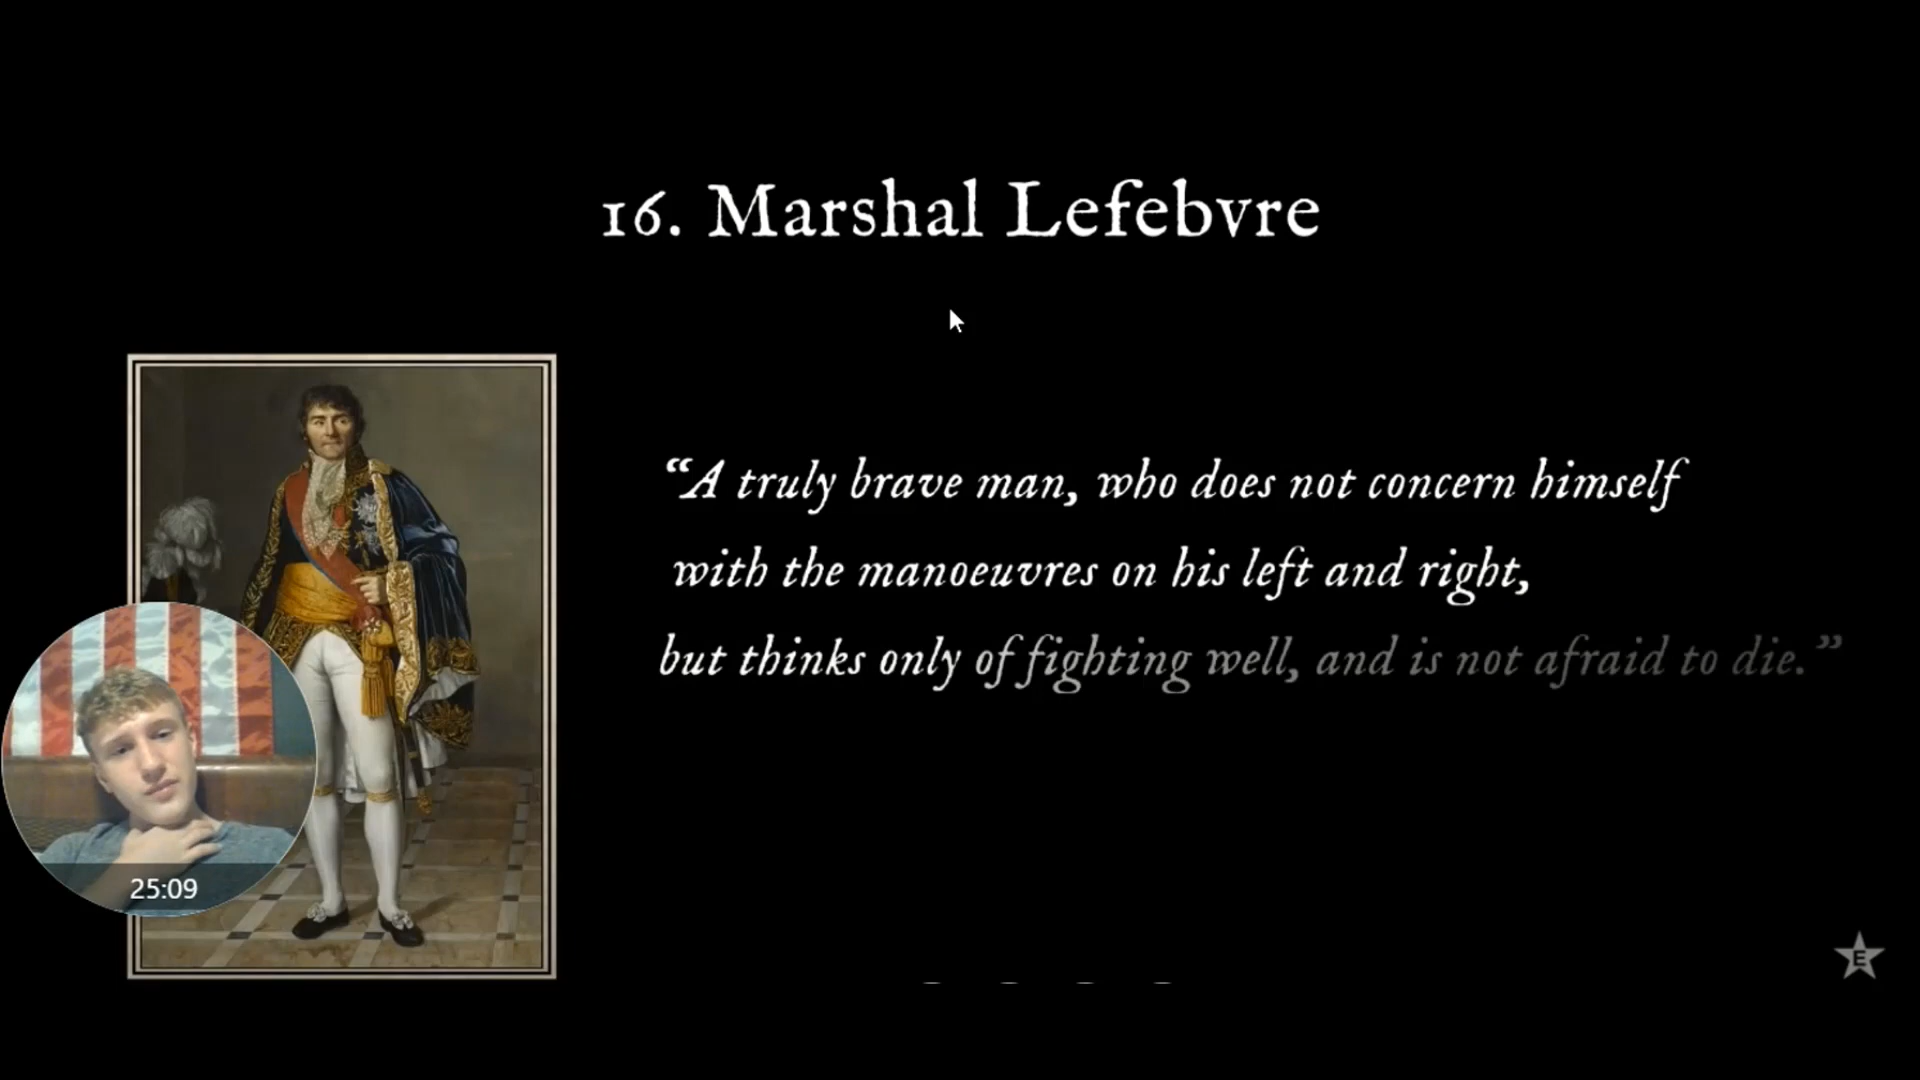 16. Marshal Lefebvre
“A truly brave man, who does not concern himself
with the manoeuvres on his left and right,
but thinks only of fighting well, and is not afraid to die.”
25:09
E